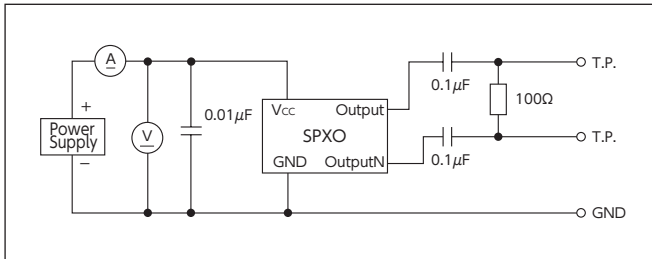 A
T.P.
0.1μF
+
0.01μF
VCC Output
100Ω
Power
Supply
V
SPXO
T.P.
−
GND OutputN
0.1μF
GND